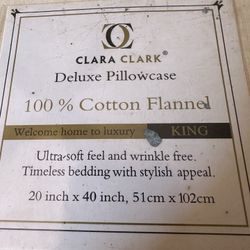 CLARA CLARK®
Deluxe Pillowcase
100 % Cotton Flannel
Welcome home to luxury KING
Ultra-soft feel and wrinkle free.
Timeless bedding with stylish appeal.
20 inch x 40 inch, 51cm x 102cm